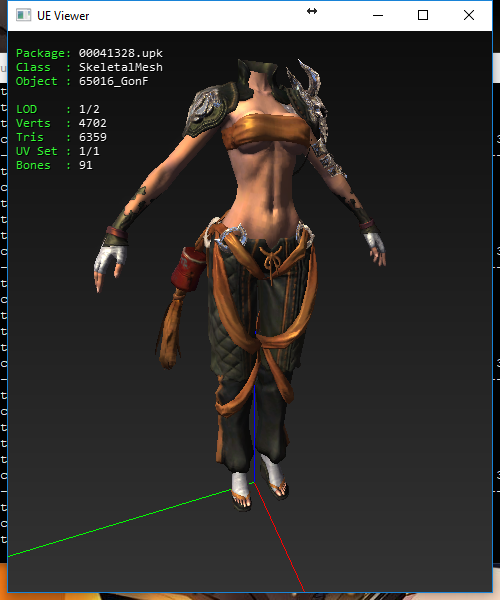 UE Viewer
Package: 00041328.upk
Class : SkeletalMesh
Object : 65016_GonF
LOD : 1/2
Verts : 4702
Tris : 6359
UV Set : 1/1
Bones : 91